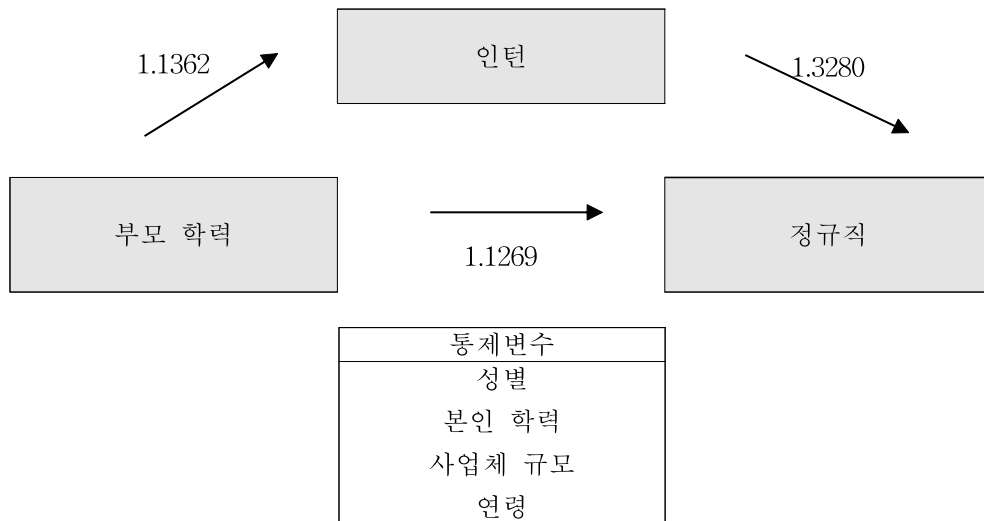 인턴
1.1362
1.3280
부모 학력
정규직
1.1269
통제변수
성별
본인 학력
사업체 규모
연령